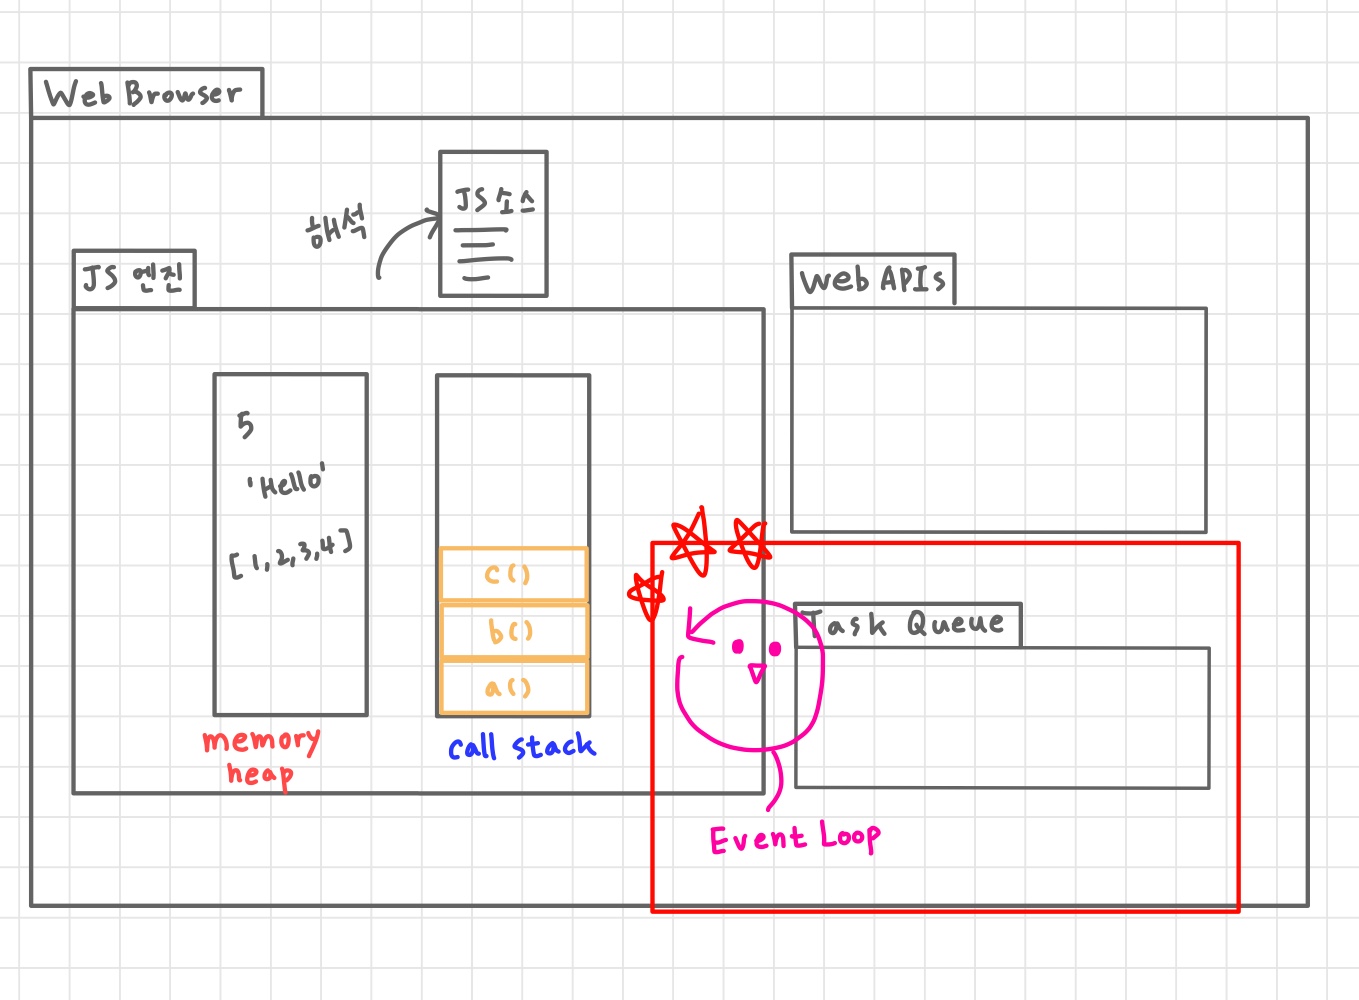 Web Browser
해석
JS 소스
JS 엔진
Web APIs
5
'Hello'
[1,2,3,4]
c()
b()
a()
memory
heap
call stack
Task Queue
Event Loop